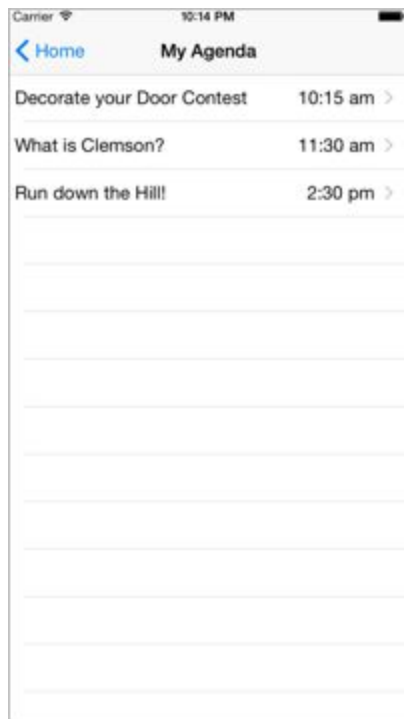 Carrier 10:14 PM
Home My Agenda
Decorate your Door Contest 10:15 am
What is Clemson? 11:30 am
Run down the Hill! 2:30 pm